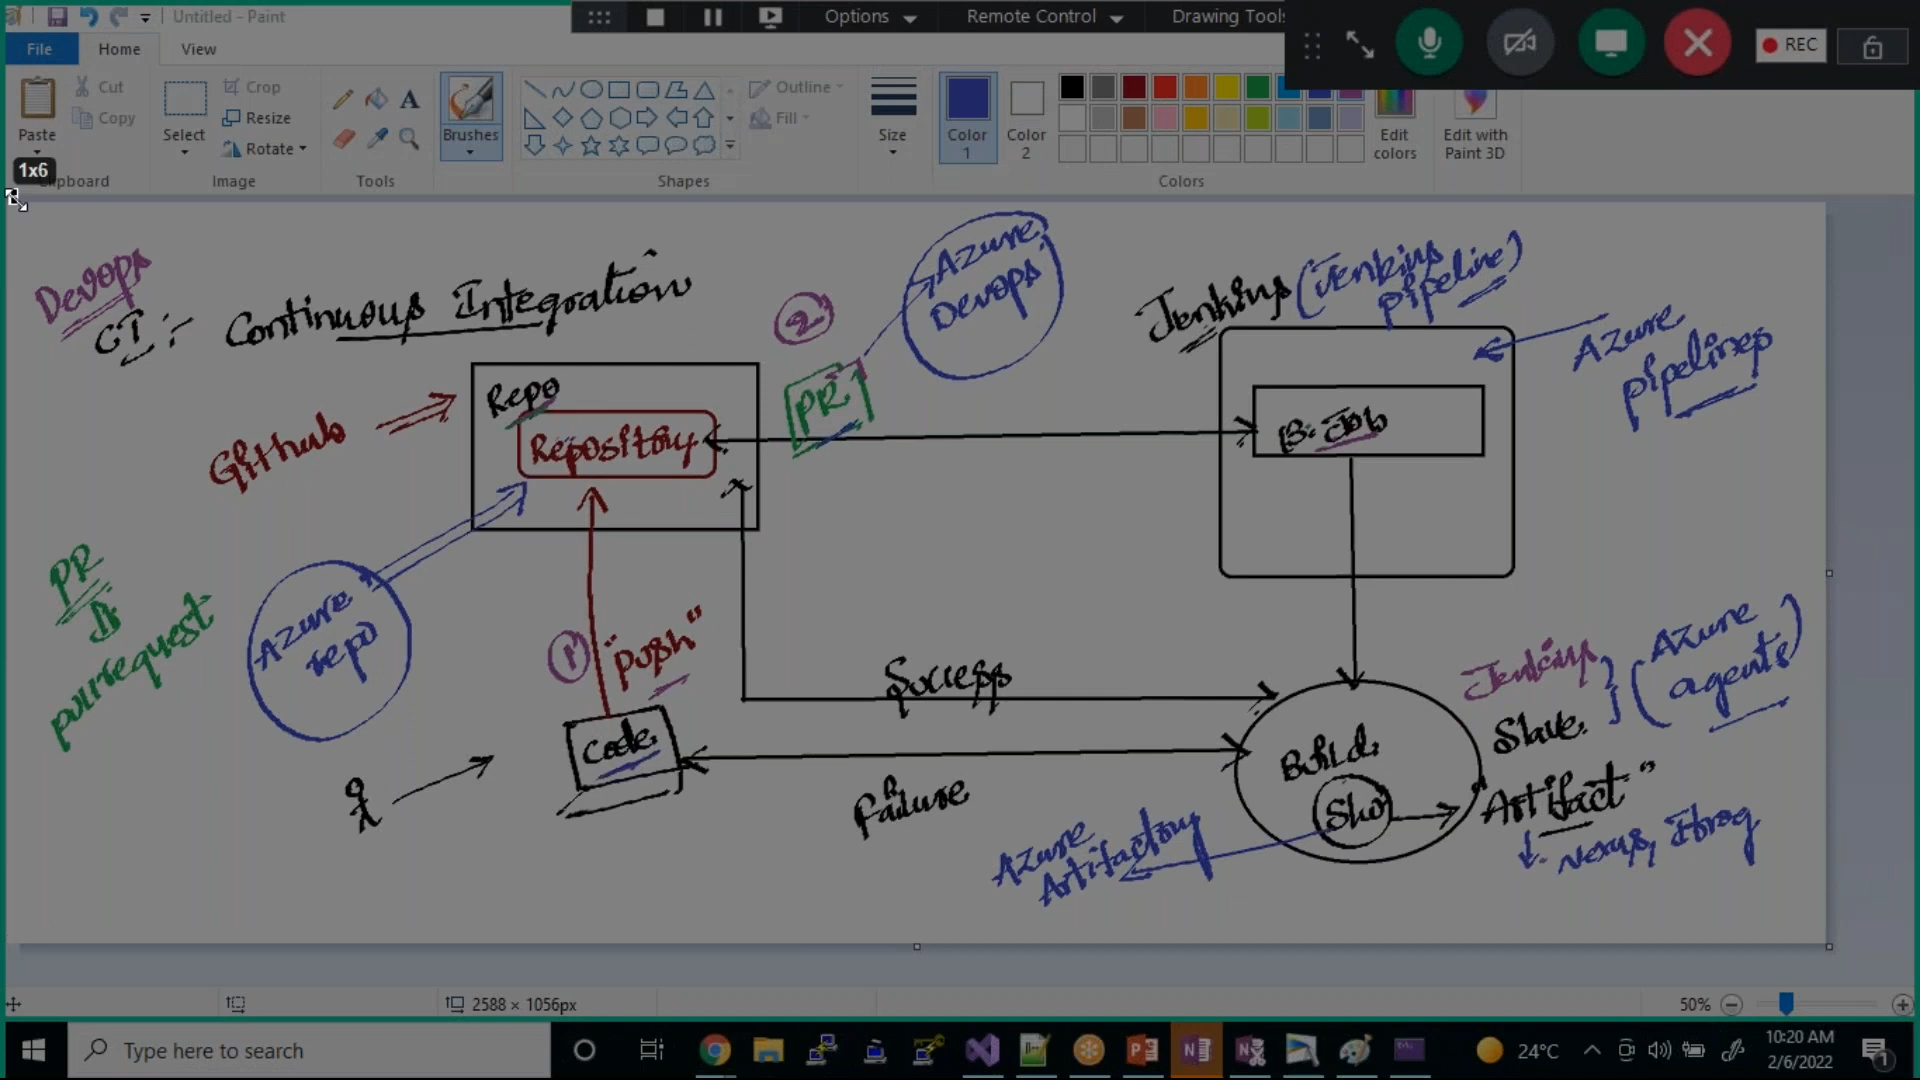 Untitled - Paint
Options
Remote Control
Drawing Tools
REC
File
Home
View
Paste
Cut
Copy
Select
Crop
Resize
Rotate
Brushes
Outline
Fill
Size
Color 1
Color 2
Edit colors
Edit with Paint 3D
1x6
Image
Tools
Shapes
Colors
Devops
CI :- Continuous Integration
2
Azure
Devops
Jenkins (Jenkins
Pipeline)
Azure
Pipelines
Github
Repo
Repository
PR
B. Job
PR
pullrequest
Azure
repo
1
"Push"
Code
Success
Failure
Build
Jenkins
Slave
Azure
agents
Artifact"
Nexus,
Azure
Artifactory
2588 × 1056px
50%
Type here to search
24°C
10:20 AM
2/6/2022
1